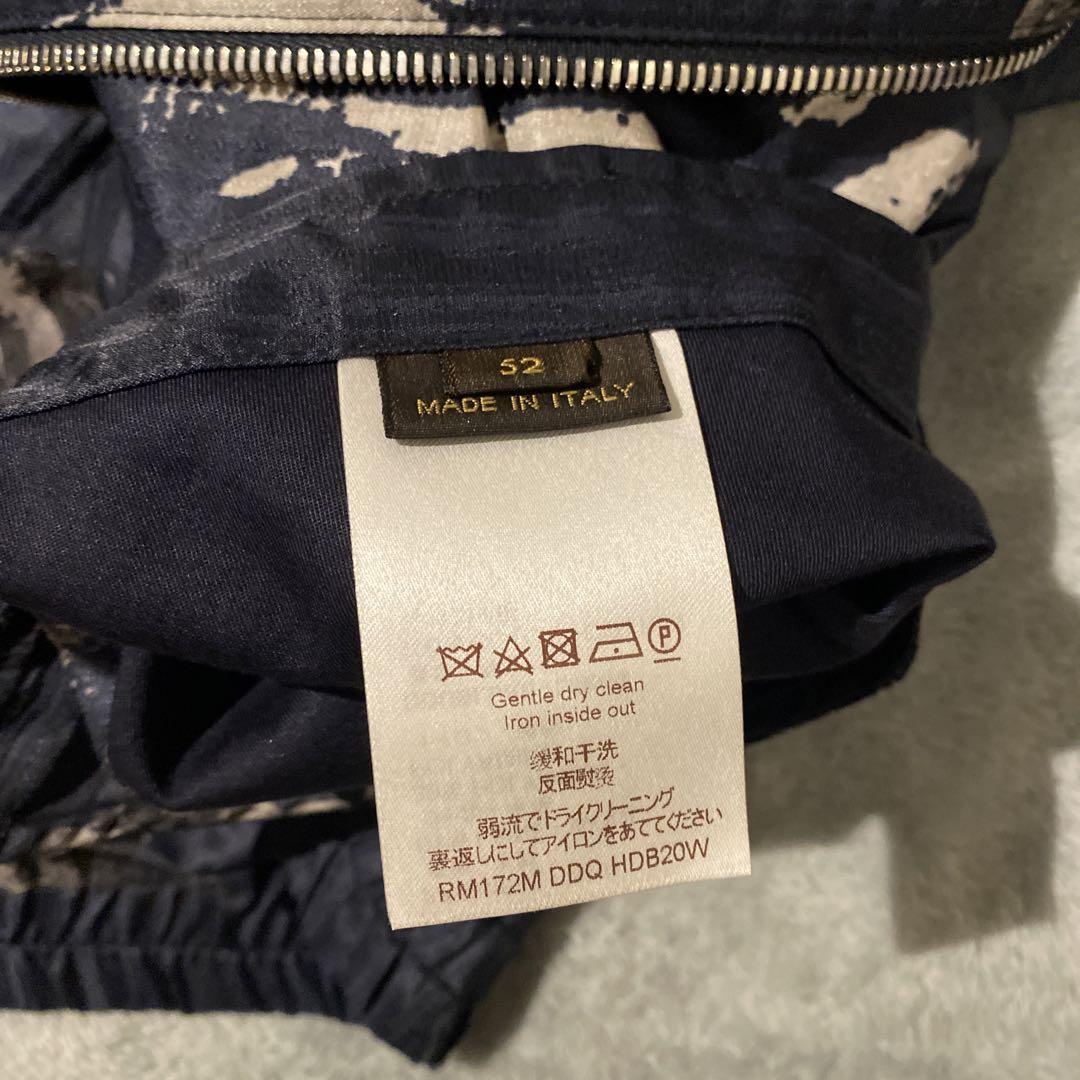 52
MADE IN ITALY
P
Gentle dry clean
Iron inside out
缓和干洗
反面熨烫
弱流でドライクリーニング
裏返しにしてアイロンをあててください
RM172M DDQ HDB20W